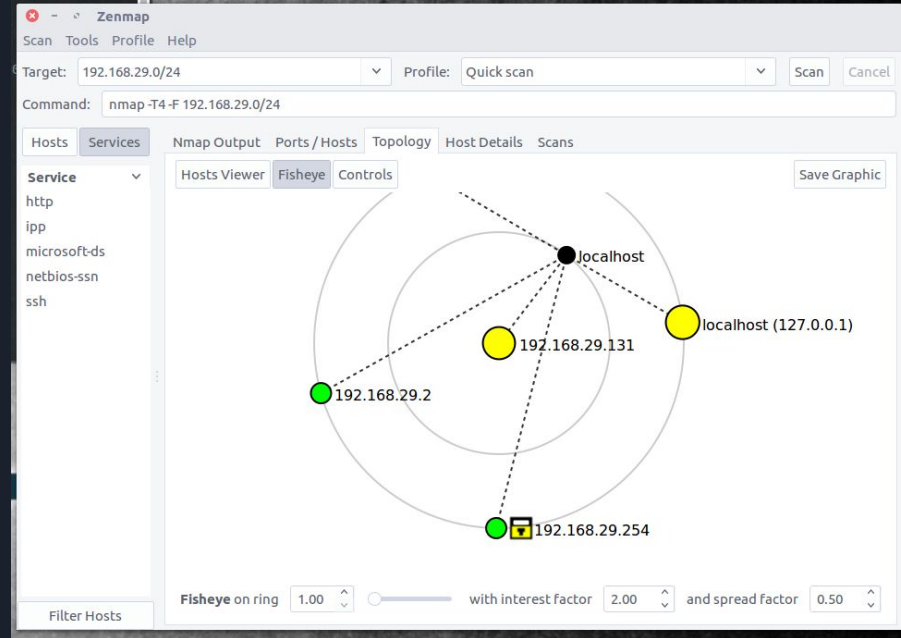 Zenmap
Scan Tools Profile Help
Target: 192.168.29.0/24 Profile: Quick scan Scan Cancel
Command: nmap -T4 -F 192.168.29.0/24
Hosts Services Nmap Output Ports / Hosts Topology Host Details Scans
Service Hosts Viewer Fisheye Controls Save Graphic
http
ipp
microsoft-ds
netbios-ssn
ssh
localhost
localhost (127.0.0.1)
192.168.29.131
192.168.29.2
192.168.29.254
Fisheye on ring 1.00 with interest factor 2.00 and spread factor 0.50
Filter Hosts